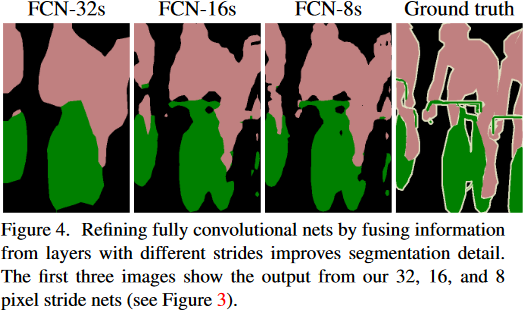 FCN-32s FCN-16s FCN-8s Ground truth
Figure 4. Refining fully convolutional nets by fusing information
from layers with different strides improves segmentation detail.
The first three images show the output from our 32, 16, and 8
pixel stride nets (see Figure 3).